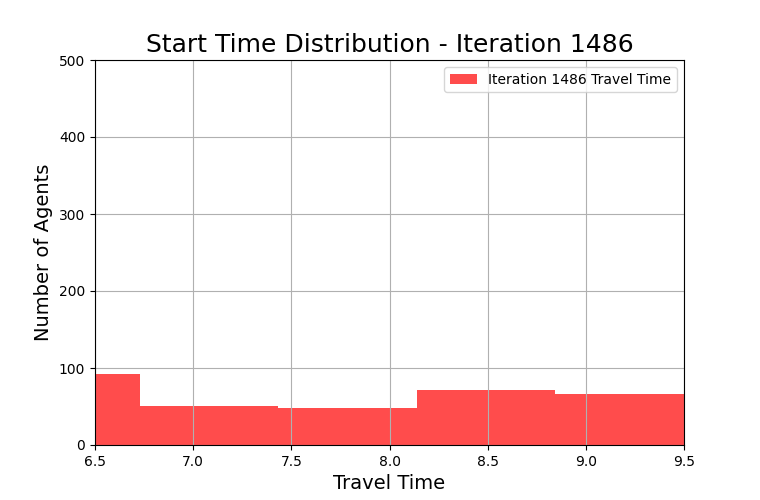 Start Time Distribution - Iteration 1486
500
Iteration 1486 Travel Time
400
300
200
100
0
Number of Agents
6.5 7.0 7.5 8.0 8.5 9.0 9.5
Travel Time